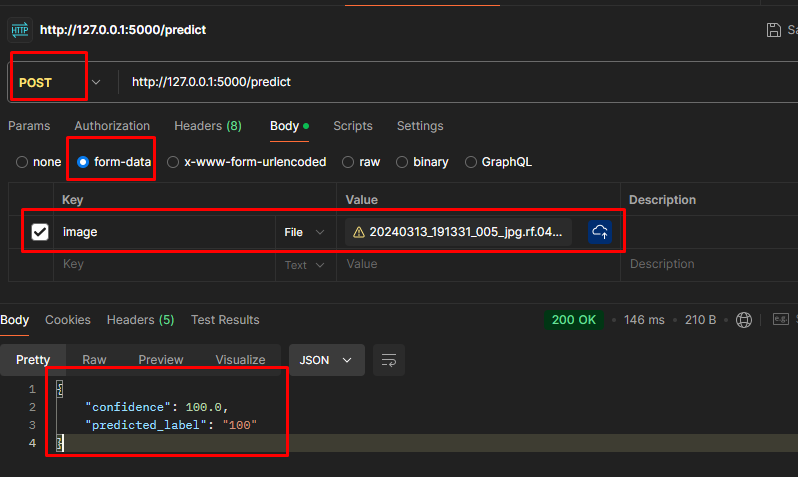 HTTP http://127.0.0.1:5000/predict
POST http://127.0.0.1:5000/predict
Params Authorization Headers (8) Body Scripts Settings
none form-data x-www-form-urlencoded raw binary GraphQL
Key Value Description
image File 20240313_191331_005_jpg.rf.04...
Key Text Value Description
Body Cookies Headers (5) Test Results 200 OK 146 ms 210 B e.g.
Pretty Raw Preview Visualize JSON
1 {
2 "confidence": 100.0,
3 "predicted_label": "100"
4 }